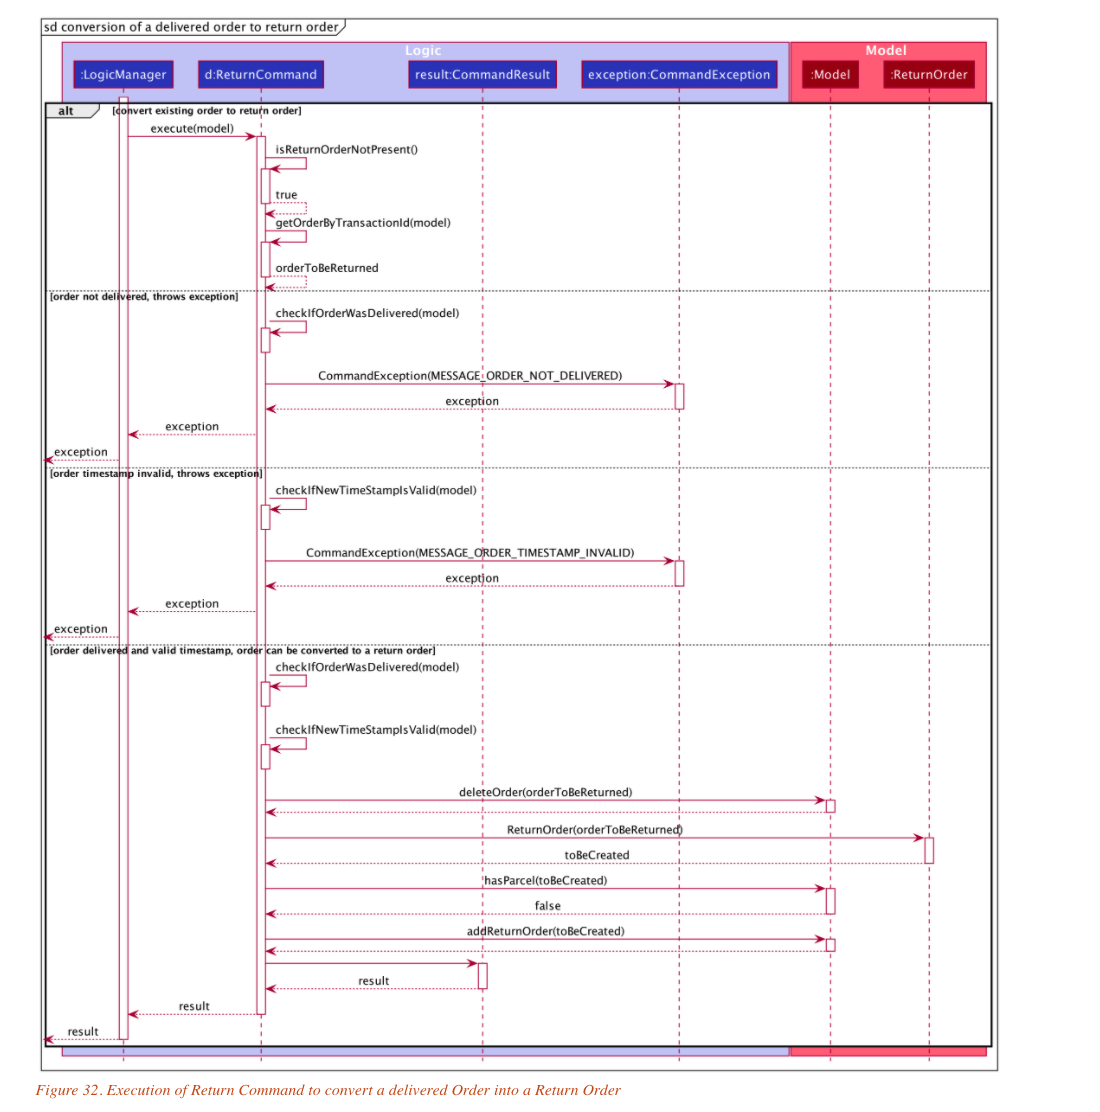 sd conversion of a delivered order to return order
Logic
Model
:LogicManager
d:ReturnCommand
result:CommandResult
exception:CommandException
:Model
:ReturnOrder
alt
[convert existing order to return order]
execute(model)
isReturnOrderNotPresent()
true
getOrderByTransactionId(model)
orderToBeReturned
[order not delivered, throws exception]
checkIfOrderWasDelivered(model)
CommandException(MESSAGE_ORDER_NOT_DELIVERED)
exception
exception
exception
[order timestamp invalid, throws exception]
checkIfNewTimeStampIsValid(model)
CommandException(MESSAGE_ORDER_TIMESTAMP_INVALID)
exception
exception
exception
[order delivered and valid timestamp, order can be converted to a return order]
checkIfOrderWasDelivered(model)
checkIfNewTimeStampIsValid(model)
deleteOrder(orderToBeReturned)
ReturnOrder(orderToBeReturned)
toBeCreated
hasParcel(toBeCreated)
false
addReturnOrder(toBeCreated)
result
result
result
Figure 32. Execution of Return Command to convert a delivered Order into a Return Order